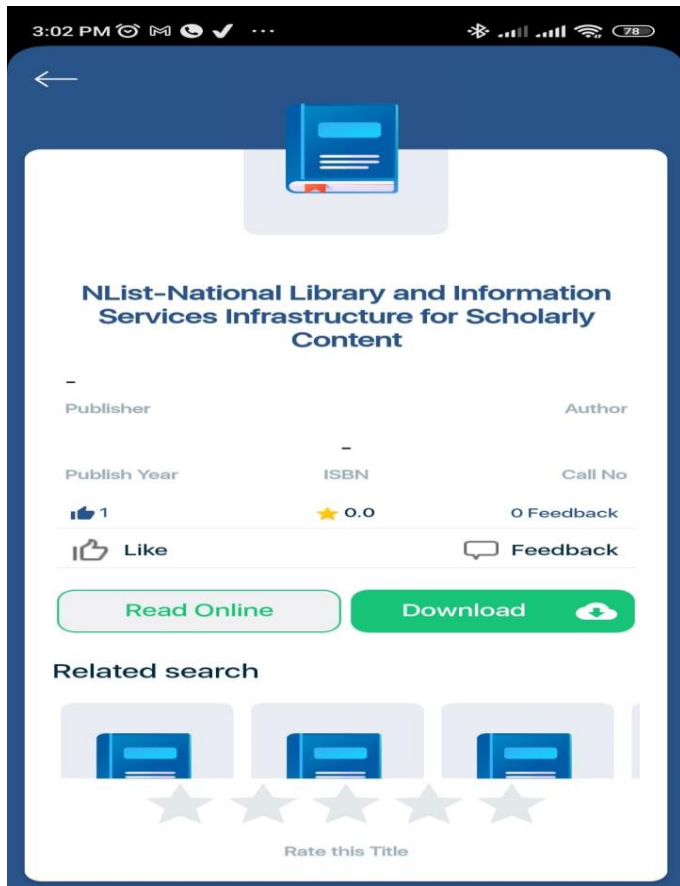 3:02 PM ... 78
NList-National Library and Information
Services Infrastructure for Scholarly
Content
-
Publisher Author
-
Publish Year ISBN Call No
1 0.0 0 Feedback
Like Feedback
Read Online Download
Related search
Rate this Title